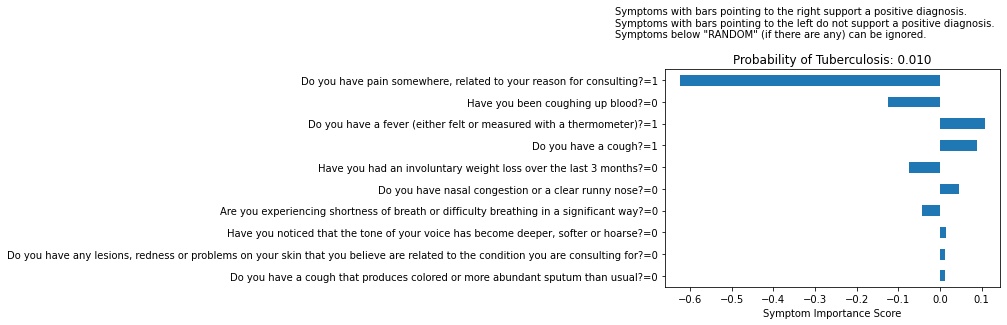 Symptoms with bars pointing to the right support a positive diagnosis.
Symptoms with bars pointing to the left do not support a positive diagnosis.
Symptoms below "RANDOM" (if there are any) can be ignored.
Probability of Tuberculosis: 0.010
Do you have pain somewhere, related to your reason for consulting?=1
Have you been coughing up blood?=0
Do you have a fever (either felt or measured with a thermometer)?=1
Do you have a cough?=1
Have you had an involuntary weight loss over the last 3 months?=0
Do you have nasal congestion or a clear runny nose?=0
Are you experiencing shortness of breath or difficulty breathing in a significant way?=0
Have you noticed that the tone of your voice has become deeper, softer or hoarse?=0
Do you have any lesions, redness or problems on your skin that you believe are related to the condition you are consulting for?=0
Do you have a cough that produces colored or more abundant sputum than usual?=0
−0.6 −0.5 −0.4 −0.3 −0.2 −0.1 0.0 0.1
Symptom Importance Score